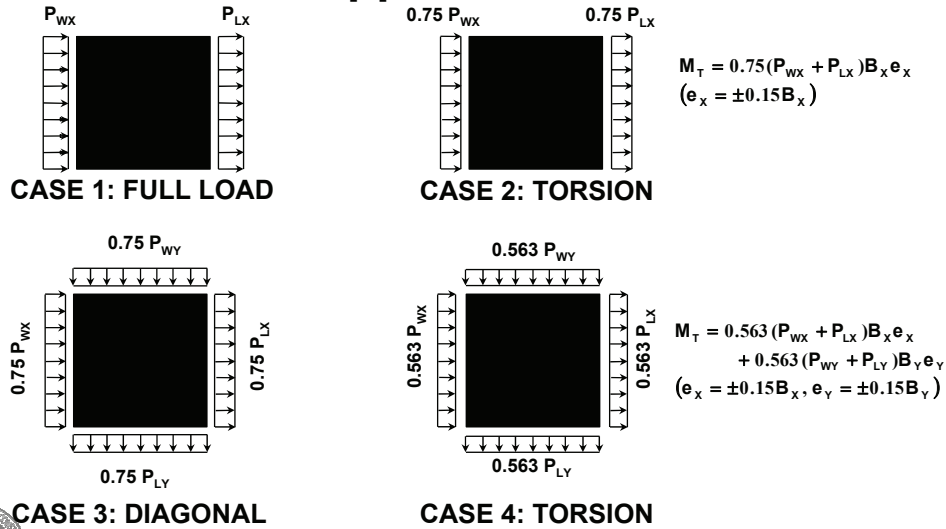 P_WX P_LX
0.75 P_WX 0.75 P_LX
M_T = 0.75(P_WX + P_LX)B_X e_X
(e_X = ±0.15B_X)
CASE 1: FULL LOAD
CASE 2: TORSION
0.75 P_WY
0.75 P_WX
0.75 P_LX
0.75 P_LY
CASE 3: DIAGONAL
0.563 P_WY
0.563 P_WX
0.563 P_LX
0.563 P_LY
M_T = 0.563 (P_WX + P_LX)B_X e_X
+ 0.563 (P_WY + P_LY)B_Y e_Y
(e_X = ±0.15B_X, e_Y = ±0.15B_Y)
CASE 4: TORSION